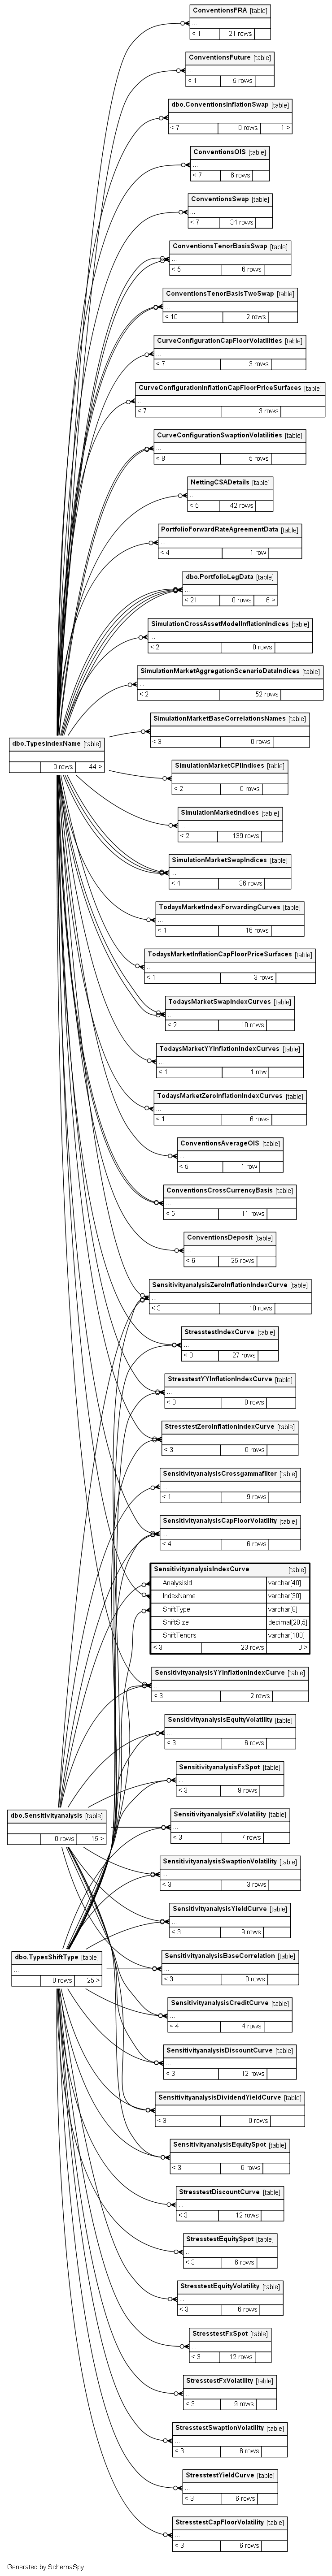 ConventionsFRA [table]
...
< 1 21 rows
ConventionsFuture [table]
...
< 1 5 rows
dbo.ConventionsInflationSwap [table]
...
< 7 0 rows 1 >
ConventionsOIS [table]
...
< 7 6 rows
ConventionsSwap [table]
...
< 7 34 rows
ConventionsTenorBasisSwap [table]
...
< 5 6 rows
ConventionsTenorBasisTwoSwap [table]
...
< 10 2 rows
CurveConfigurationCapFloorVolatilities [table]
...
< 7 3 rows
CurveConfigurationInflationCapFloorPriceSurfaces [table]
...
< 7 3 rows
CurveConfigurationSwaptionVolatilities [table]
...
< 8 5 rows
NettingCSADetails [table]
...
< 5 42 rows
PortfolioForwardRateAgreementData [table]
...
< 4 1 row
dbo.PortfolioLegData [table]
...
< 21 0 rows 6 >
SimulationCrossAssetModelInflationIndices [table]
...
< 2 0 rows
SimulationMarketAggregationScenarioDataIndices [table]
...
< 2 52 rows
SimulationMarketBaseCorrelationsNames [table]
...
< 3 0 rows
dbo.TypesIndexName [table]
...
0 rows 44 >
SimulationMarketCPIIndices [table]
...
< 2 0 rows
SimulationMarketIndices [table]
...
< 2 139 rows
SimulationMarketSwapIndices [table]
...
< 4 36 rows
TodaysMarketIndexForwardingCurves [table]
...
< 1 16 rows
TodaysMarketInflationCapFloorPriceSurfaces [table]
...
< 1 3 rows
TodaysMarketSwapIndexCurves [table]
...
< 2 10 rows
TodaysMarketYYInflationIndexCurves [table]
...
< 1 1 row
TodaysMarketZeroInflationIndexCurves [table]
...
< 1 6 rows
ConventionsAverageOIS [table]
...
< 5 1 row
ConventionsCrossCurrencyBasis [table]
...
< 5 11 rows
ConventionsDeposit [table]
...
< 6 25 rows
SensitivityanalysisZeroInflationIndexCurve [table]
...
< 3 10 rows
StresstestIndexCurve [table]
...
< 3 27 rows
StresstestYYInflationIndexCurve [table]
...
< 3 0 rows
StresstestZeroInflationIndexCurve [table]
...
< 3 0 rows
SensitivityanalysisCrossgammafilter [table]
...
< 1 9 rows
SensitivityanalysisCapFloorVolatility [table]
...
< 4 6 rows
SensitivityanalysisIndexCurve [table]
AnalysisId varchar[40]
IndexName varchar[30]
ShiftType varchar[8]
ShiftSize decimal[20,5]
ShiftTenors varchar[100]
< 3 23 rows 0 >
SensitivityanalysisYYInflationIndexCurve [table]
...
< 3 2 rows
SensitivityanalysisEquityVolatility [table]
...
< 3 6 rows
SensitivityanalysisFxSpot [table]
...
< 3 9 rows
dbo.Sensitivityanalysis [table]
...
0 rows 15 >
SensitivityanalysisFxVolatility [table]
...
< 3 7 rows
SensitivityanalysisSwaptionVolatility [table]
...
< 3 3 rows
SensitivityanalysisYieldCurve [table]
...
< 3 9 rows
dbo.TypesShiftType [table]
...
0 rows 25 >
SensitivityanalysisBaseCorrelation [table]
...
< 3 0 rows
SensitivityanalysisCreditCurve [table]
...
< 4 4 rows
SensitivityanalysisDiscountCurve [table]
...
< 3 12 rows
SensitivityanalysisDividendYieldCurve [table]
...
< 3 0 rows
SensitivityanalysisEquitySpot [table]
...
< 3 6 rows
StresstestDiscountCurve [table]
...
< 3 12 rows
StresstestEquitySpot [table]
...
< 3 6 rows
StresstestEquityVolatility [table]
...
< 3 6 rows
StresstestFxSpot [table]
...
< 3 12 rows
StresstestFxVolatility [table]
...
< 3 9 rows
StresstestSwaptionVolatility [table]
...
< 3 6 rows
StresstestYieldCurve [table]
...
< 3 6 rows
StresstestCapFloorVolatility [table]
...
< 3 6 rows
Generated by SchemaSpy